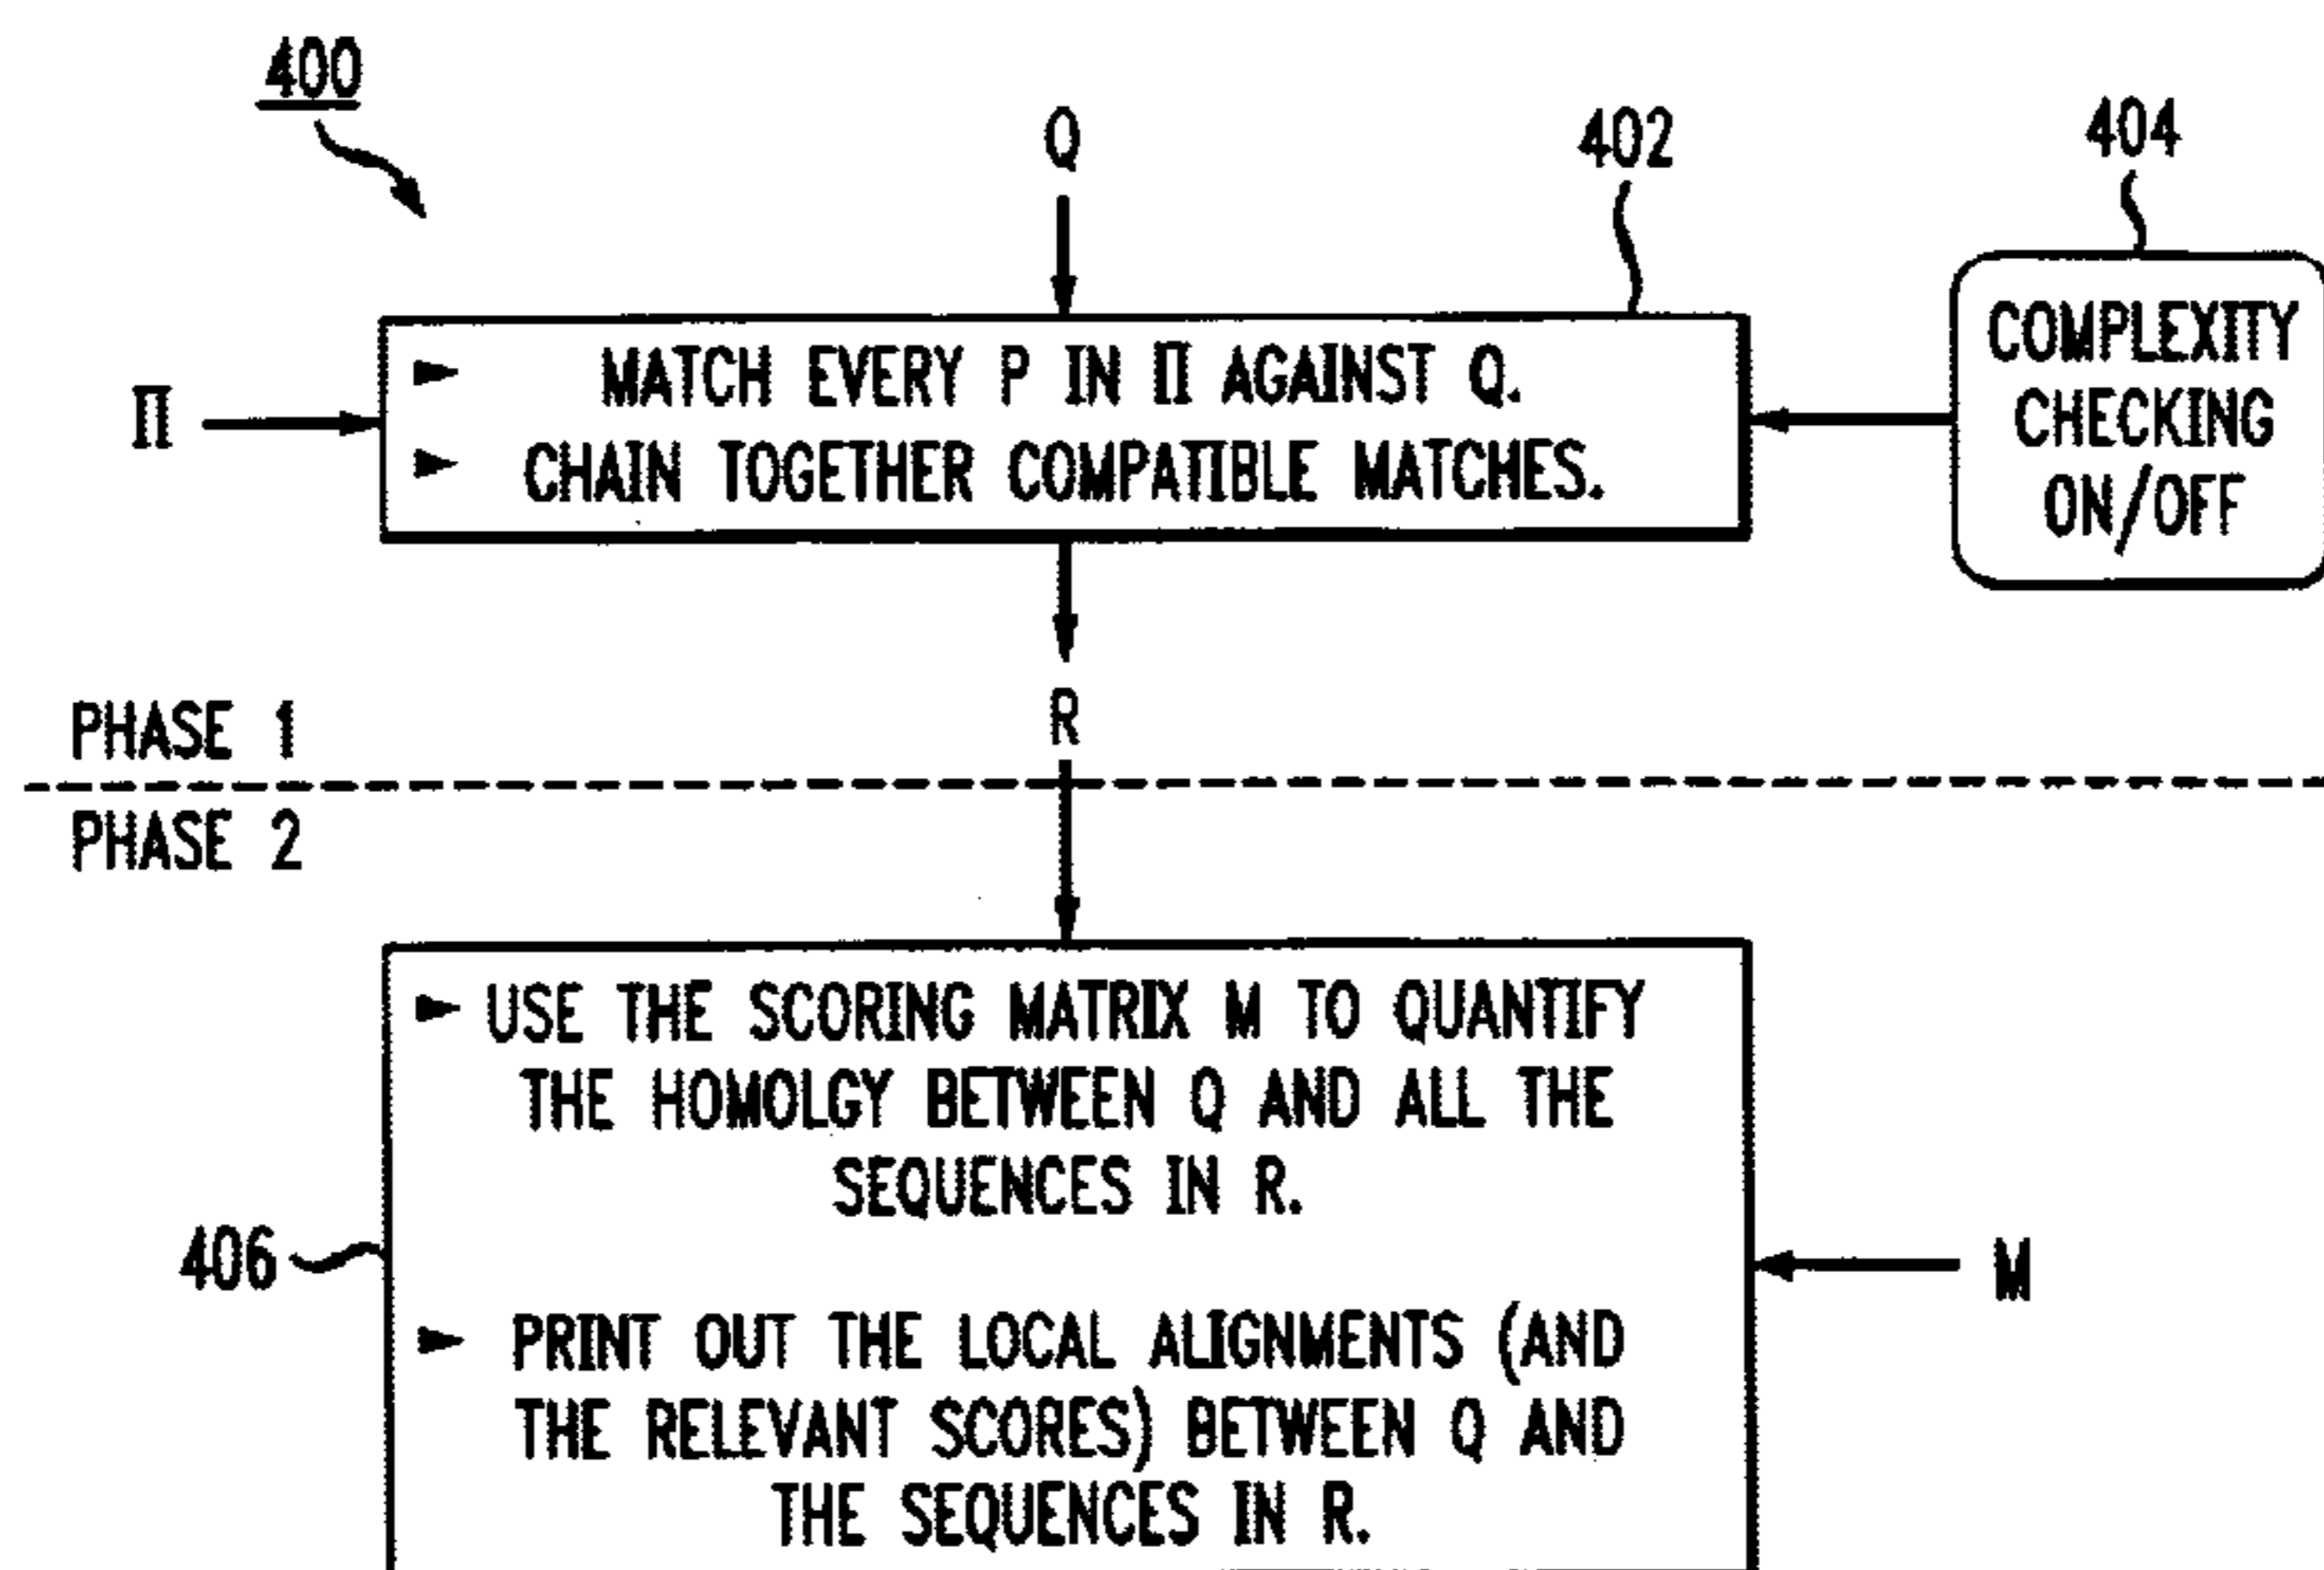 400
Q
402
404
Π
► MATCH EVERY P IN Π AGAINST Q.
► CHAIN TOGETHER COMPATIBLE MATCHES.
COMPLEXITY
CHECKING
ON/OFF
R
PHASE 1
PHASE 2
► USE THE SCORING MATRIX M TO QUANTIFY
THE HOMOLGY BETWEEN Q AND ALL THE
SEQUENCES IN R.
406
M
► PRINT OUT THE LOCAL ALIGNMENTS (AND
THE RELEVANT SCORES) BETWEEN Q AND
THE SEQUENCES IN R.